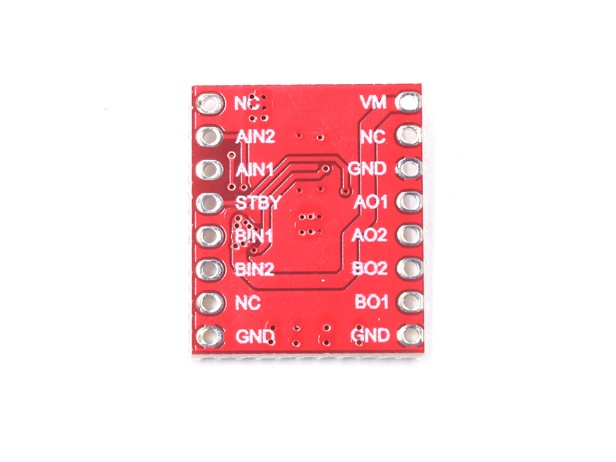 NC VM
AIN2 NC
AIN1 GND
STBY AO1
BIN1 AO2
BIN2 BO2
NC BO1
GND GND